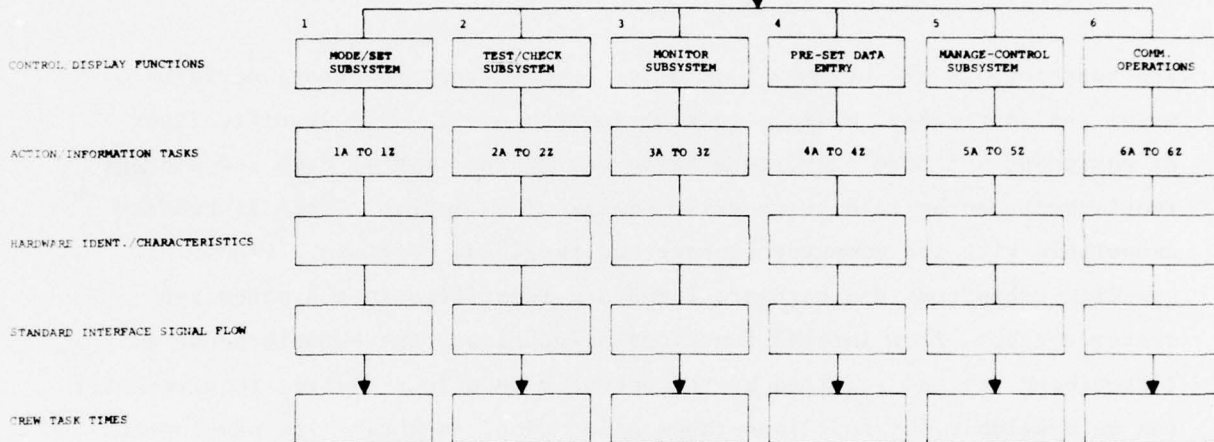 1 2 3 4 5 6
CONTROL DISPLAY FUNCTIONS
MODE/SET
SUBSYSTEM
TEST/CHECK
SUBSYSTEM
MONITOR
SUBSYSTEM
PRE-SET DATA
ENTRY
MANAGE-CONTROL
SUBSYSTEM
COMM.
OPERATIONS
ACTION/INFORMATION TASKS
1A TO 1Z
2A TO 2Z
3A TO 3Z
4A TO 4Z
5A TO 5Z
6A TO 6Z
HARDWARE IDENT./CHARACTERISTICS
STANDARD INTERFACE SIGNAL FLOW
CREW TASK TIMES